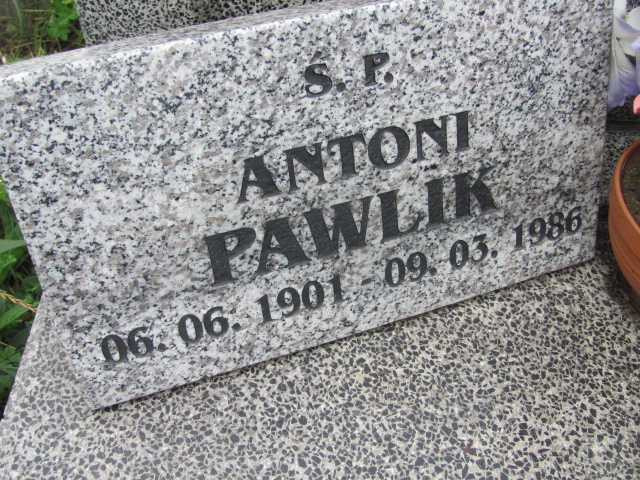 Ś. P.
ANTONI
PAWLIK
06. 06. 1901 - 09. 03. 1986